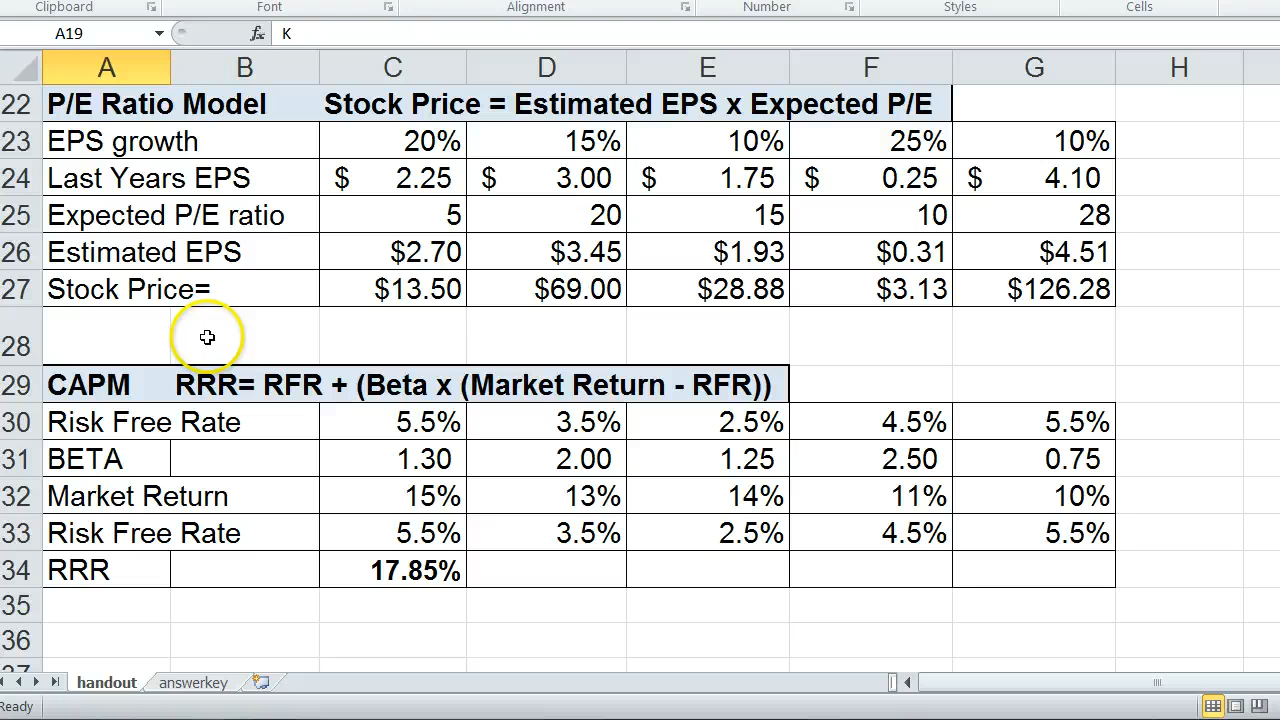 Clipboard Font Alignment Number Styles Cells
A19 fx K
A B C D E F G H
22 P/E Ratio Model Stock Price = Estimated EPS x Expected P/E
23 EPS growth 20% 15% 10% 25% 10%
24 Last Years EPS $ 2.25 $ 3.00 $ 1.75 $ 0.25 $ 4.10
25 Expected P/E ratio 5 20 15 10 28
26 Estimated EPS $2.70 $3.45 $1.93 $0.31 $4.51
27 Stock Price= $13.50 $69.00 $28.88 $3.13 $126.28
28
29 CAPM RRR= RFR + (Beta x (Market Return - RFR))
30 Risk Free Rate 5.5% 3.5% 2.5% 4.5% 5.5%
31 BETA 1.30 2.00 1.25 2.50 0.75
32 Market Return 15% 13% 14% 11% 10%
33 Risk Free Rate 5.5% 3.5% 2.5% 4.5% 5.5%
34 RRR 17.85%
35
36
37
handout answerkey
Ready